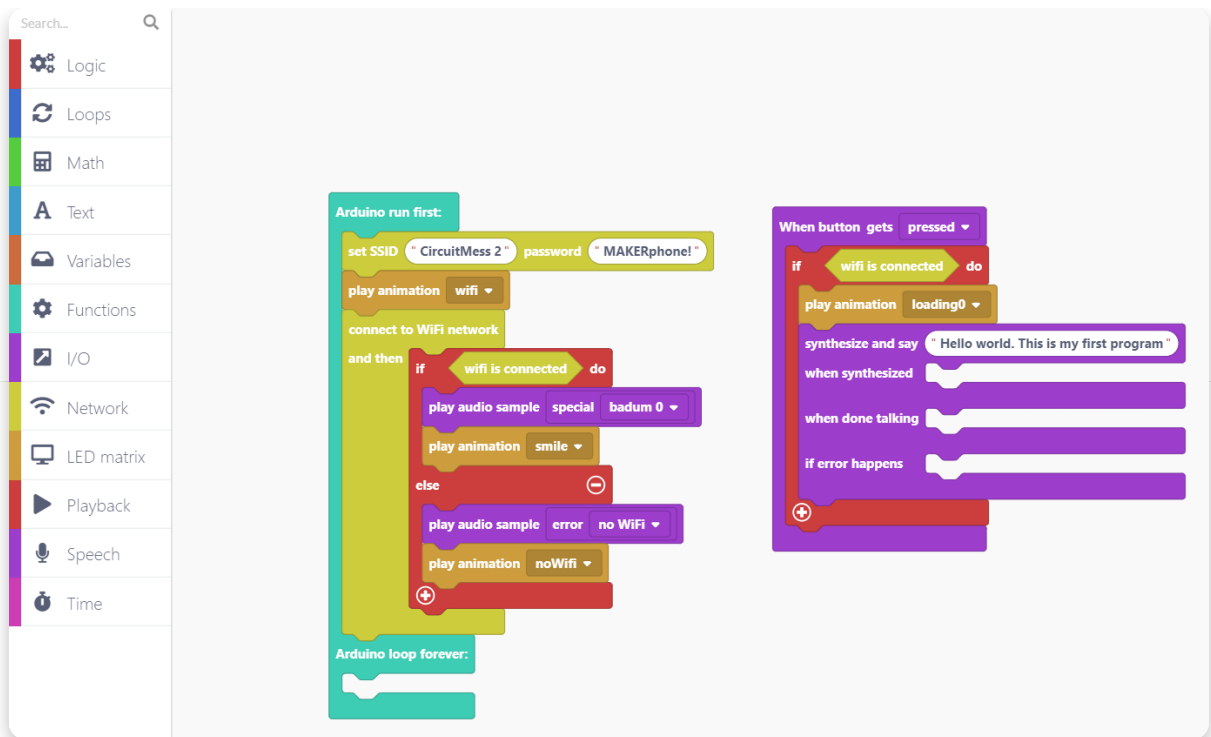 Search...
Logic
Loops
Math
Text
Variables
Functions
I/O
Network
LED matrix
Playback
Speech
Time
Arduino run first:
set SSID " CircuitMess 2 " password " MAKERphone! "
play animation wifi
connect to WiFi network
and then
if wifi is connected do
play audio sample special badum 0
play animation smile
else
play audio sample error no WiFi
play animation noWifi
Arduino loop forever:
When button gets pressed
if wifi is connected do
play animation loading0
synthesize and say " Hello world. This is my first program "
when synthesized
when done talking
if error happens